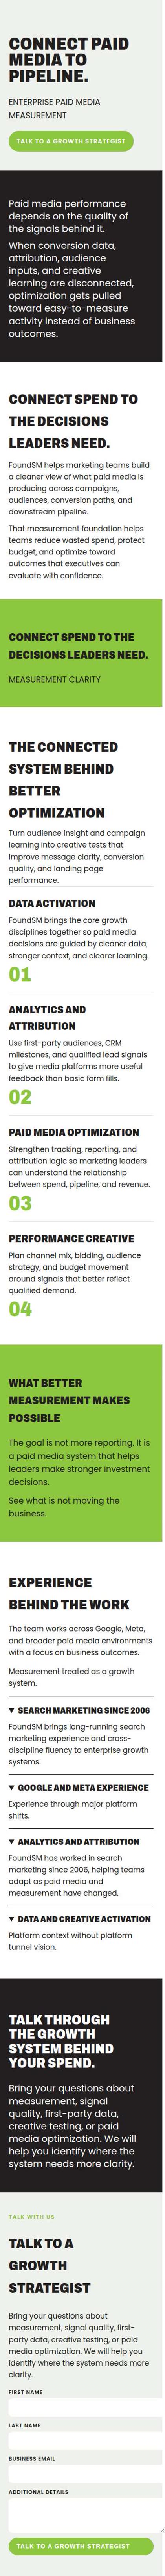 CONNECT PAID
MEDIA TO
PIPELINE.
ENTERPRISE PAID MEDIA
MEASUREMENT
TALK TO A GROWTH STRATEGIST
Paid media performance
depends on the quality of
the signals behind it.
When conversion data,
attribution, audience
inputs, and creative
learning are disconnected,
optimization gets pulled
toward easy-to-measure
activity instead of business
outcomes.
CONNECT SPEND TO
THE DECISIONS
LEADERS NEED.
FoundSM helps marketing teams build
a cleaner view of what paid media is
producing across campaigns,
audiences, conversion paths, and
downstream pipeline.
That measurement foundation helps
teams reduce wasted spend, protect
budget, and optimize toward
outcomes that executives can
evaluate with confidence.
CONNECT SPEND TO THE
DECISIONS LEADERS NEED.
MEASUREMENT CLARITY
THE CONNECTED
SYSTEM BEHIND
BETTER
OPTIMIZATION
Turn audience insight and campaign
learning into creative tests that
improve message clarity, conversion
quality, and landing page
performance.
DATA ACTIVATION
FoundSM brings the core growth
disciplines together so paid media
decisions are guided by cleaner data,
stronger context, and clearer learning.
01
ANALYTICS AND
ATTRIBUTION
Use first-party audiences, CRM
milestones, and qualified lead signals
to give media platforms more useful
feedback than basic form fills.
02
PAID MEDIA OPTIMIZATION
Strengthen tracking, reporting, and
attribution logic so marketing leaders
can understand the relationship
between spend, pipeline, and revenue.
03
PERFORMANCE CREATIVE
Plan channel mix, bidding, audience
strategy, and budget movement
around signals that better reflect
qualified demand.
04
WHAT BETTER
MEASUREMENT MAKES
POSSIBLE
The goal is not more reporting. It is
a paid media system that helps
leaders make stronger investment
decisions.
See what is not moving the
business.
EXPERIENCE
BEHIND THE WORK
The team works across Google, Meta,
and broader paid media environments
with a focus on business outcomes.
Measurement treated as a growth
system.
▼ SEARCH MARKETING SINCE 2006
FoundSM brings long-running search
marketing experience and cross-
discipline fluency to enterprise growth
systems.
▼ GOOGLE AND META EXPERIENCE
Experience through major platform
shifts.
▼ ANALYTICS AND ATTRIBUTION
FoundSM has worked in search
marketing since 2006, helping teams
adapt as paid media and
measurement have changed.
▼ DATA AND CREATIVE ACTIVATION
Platform context without platform
tunnel vision.
TALK THROUGH
THE GROWTH
SYSTEM BEHIND
YOUR SPEND.
Bring your questions about
measurement, signal
quality, first-party data,
creative testing, or paid
media optimization. We will
help you identify where the
system needs more clarity.
TALK WITH US
TALK TO A
GROWTH
STRATEGIST
Bring your questions about
measurement, signal quality, first-
party data, creative testing, or paid
media optimization. We will help you
identify where the system needs more
clarity.
FIRST NAME
LAST NAME
BUSINESS EMAIL
ADDITIONAL DETAILS
TALK TO A GROWTH STRATEGIST